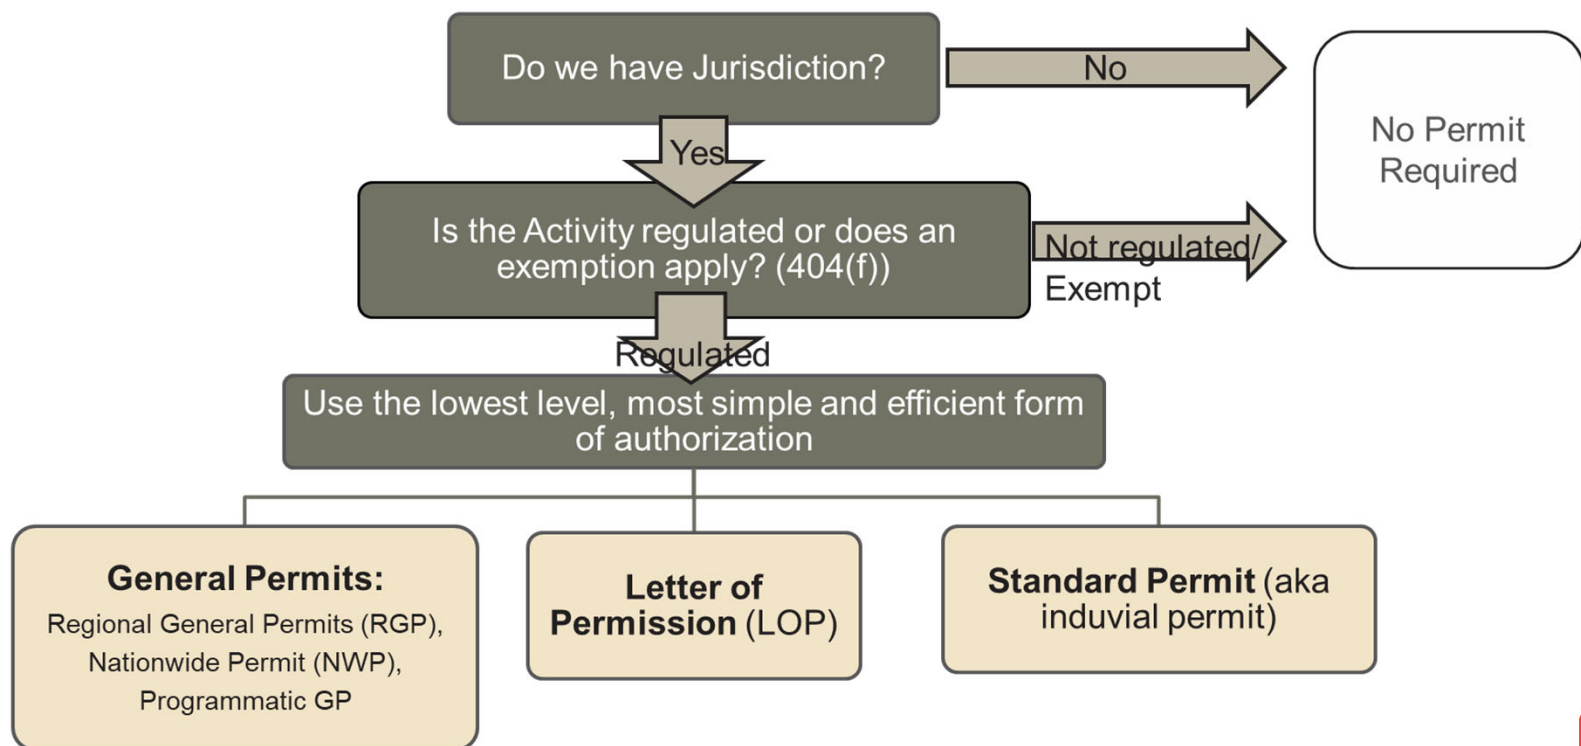 Do we have Jurisdiction?
No
No Permit
Required
Yes
Is the Activity regulated or does an
exemption apply? (404(f))
Not regulated/
Exempt
Regulated
Use the lowest level, most simple and efficient form
of authorization
General Permits:
Regional General Permits (RGP),
Nationwide Permit (NWP),
Programmatic GP
Letter of
Permission (LOP)
Standard Permit (aka
induvial permit)